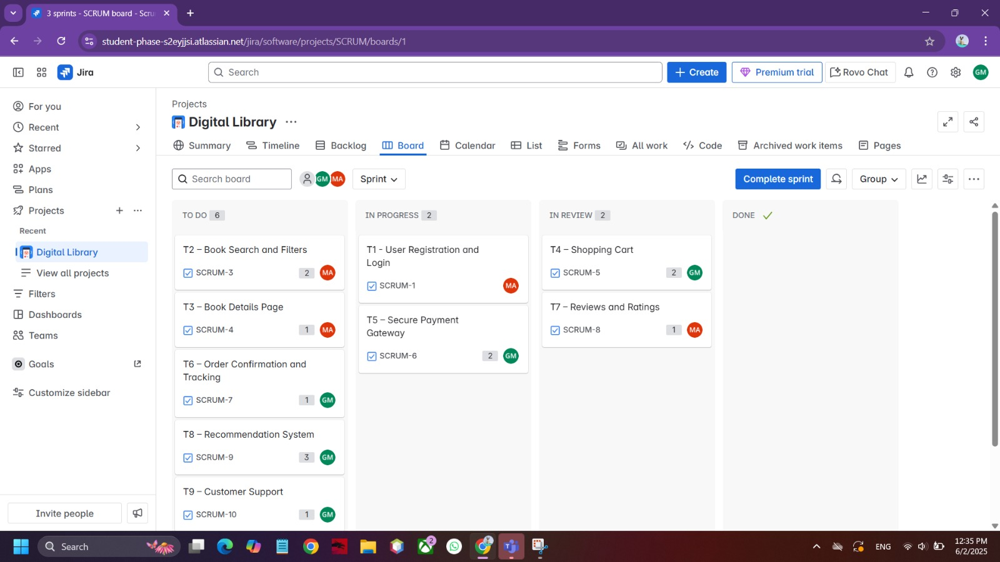 3 sprints - SCRUM board - Scru
student-phase-s2eyjjsi.atlassian.net/jira/software/projects/SCRUM/boards/1
Jira
Search
Create
Premium trial
Rovo Chat
GM
For you
Recent
Starred
Apps
Plans
Projects
Recent
Digital Library
View all projects
Filters
Dashboards
Teams
Goals
Customize sidebar
Invite people
Projects
Digital Library
Summary
Timeline
Backlog
Board
Calendar
List
Forms
All work
Code
Archived work items
Pages
Search board
GM
MA
Sprint
Complete sprint
Group
TO DO 6
T2 – Book Search and Filters
SCRUM-3 2 MA
T3 – Book Details Page
SCRUM-4 1 MA
T6 – Order Confirmation and
Tracking
SCRUM-7 1 GM
T8 – Recommendation System
SCRUM-9 3 GM
T9 – Customer Support
SCRUM-10 1 GM
IN PROGRESS 2
T1 - User Registration and
Login
SCRUM-1 MA
T5 – Secure Payment
Gateway
SCRUM-6 2 GM
IN REVIEW 2
T4 – Shopping Cart
SCRUM-5 2 GM
T7 – Reviews and Ratings
SCRUM-8 1 MA
DONE
Search
2
ENG
12:35 PM
6/2/2025